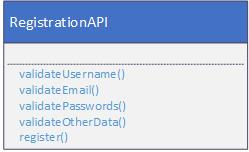 RegistrationAPI
validateUsername()
validateEmail()
validatePasswords()
validateOtherData()
register()